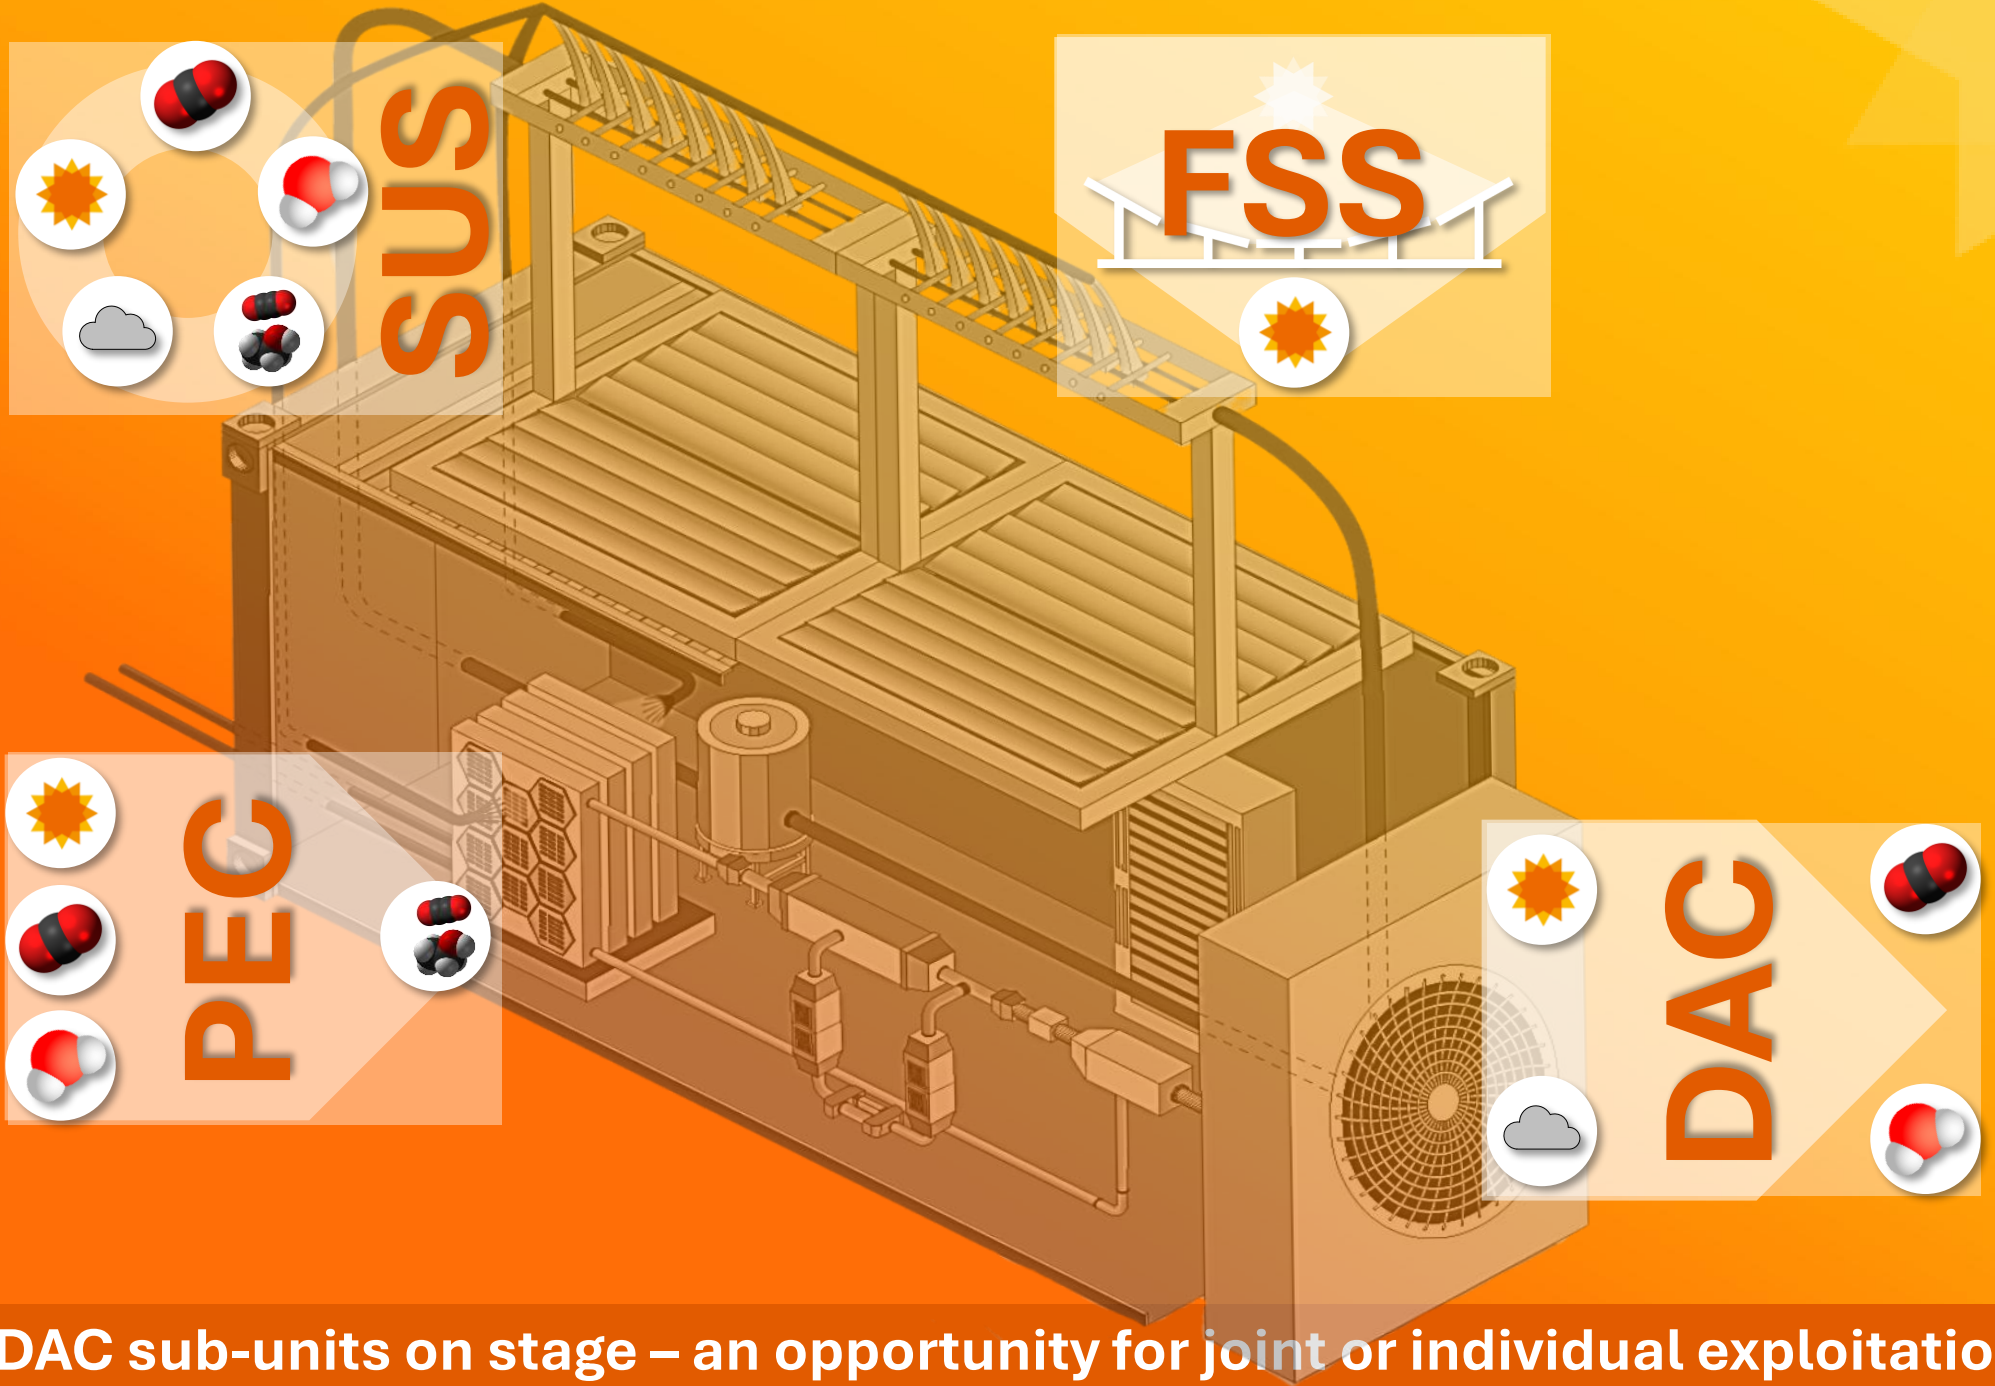 SUS
FSS
PEC
DAC
DAC sub-units on stage – an opportunity for joint or individual exploitatio